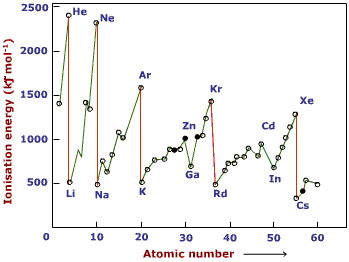 2500
2000
1500
1000
500
0
0 10 20 30 40 50 60
Ionisation energy (kJ mol-1)
Atomic number
He
Ne
Ar
Kr
Xe
Zn
Cd
Li
Na
K
Ga
Rd
In
Cs